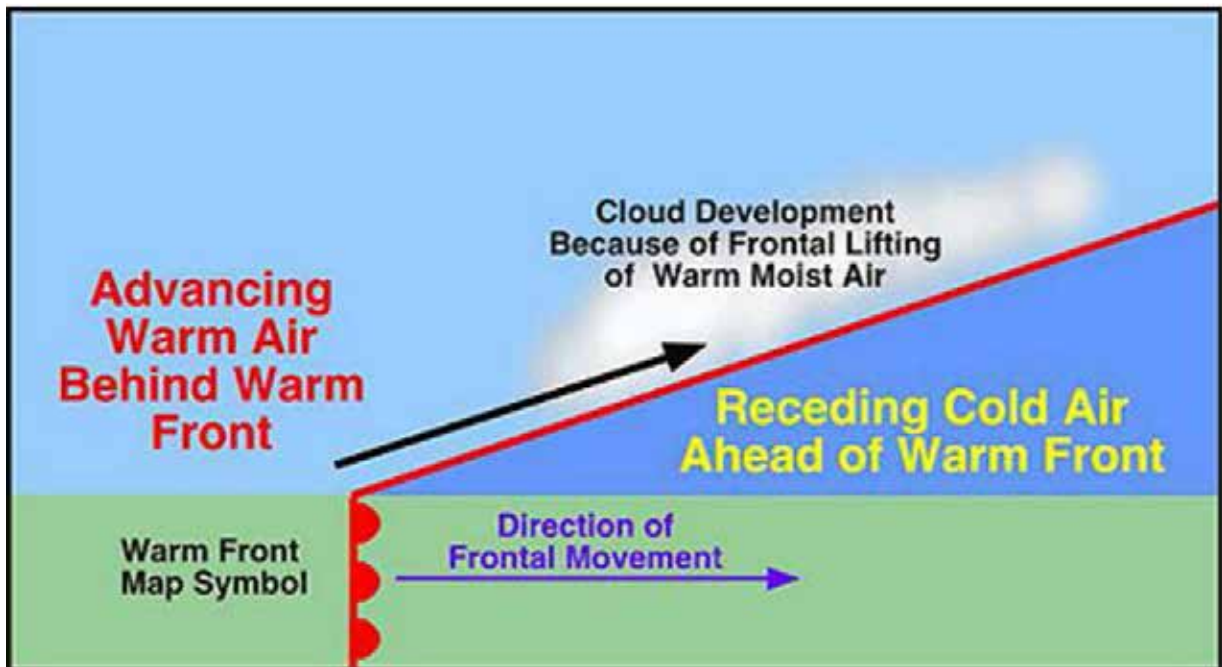 Cloud Development
Because of Frontal Lifting
of Warm Moist Air
Advancing
Warm Air
Behind Warm
Front
Receding Cold Air
Ahead of Warm Front
Warm Front
Map Symbol
Direction of
Frontal Movement